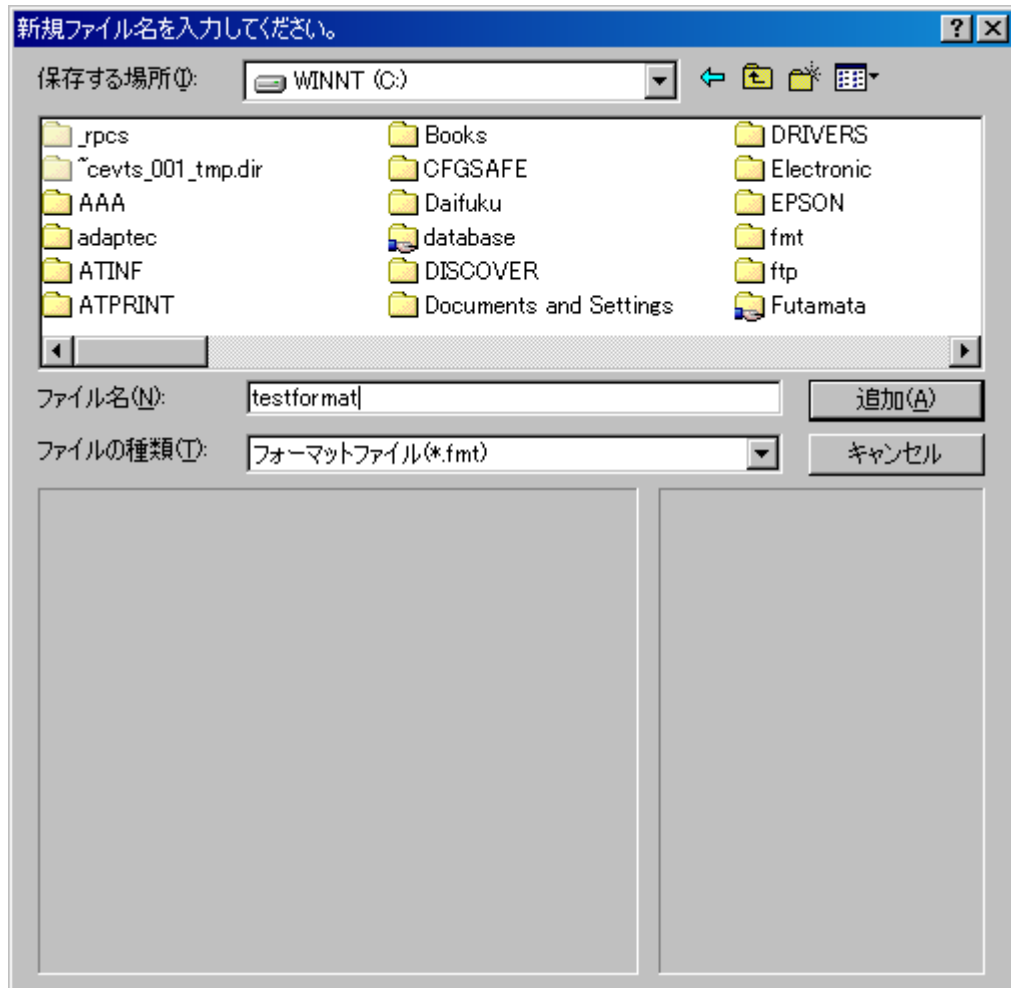 新規ファイル名を入力してください。
保存する場所(I):
WINNT (C:)
_rpcs
~cevts_001_tmp.dir
AAA
adaptec
ATINF
ATPRINT
Books
CFGSAFE
Daifuku
database
DISCOVER
Documents and Settings
DRIVERS
Electronic
EPSON
fmt
ftp
Futamata
ファイル名(N):
testformat
追加(A)
ファイルの種類(T):
フォーマットファイル(*.fmt)
キャンセル